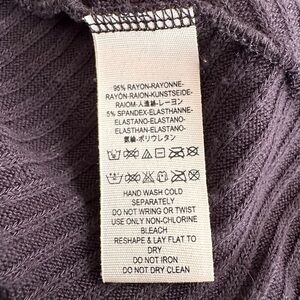 95% RAYON-RAYONNE-
RAYÓN-RAION-KUNSTSEIDE-
RAIOM-人造絲-レーヨン
5% SPANDEX-ELASTHANNE-
ELASTANO-ELASTANO-
ELASTHAN-ELASTANO-
氨綸-ポリウレタン
HAND WASH COLD
SEPARATELY
DO NOT WRING OR TWIST
USE ONLY NON-CHLORINE
BLEACH
RESHAPE & LAY FLAT TO
DRY
DO NOT IRON
DO NOT DRY CLEAN